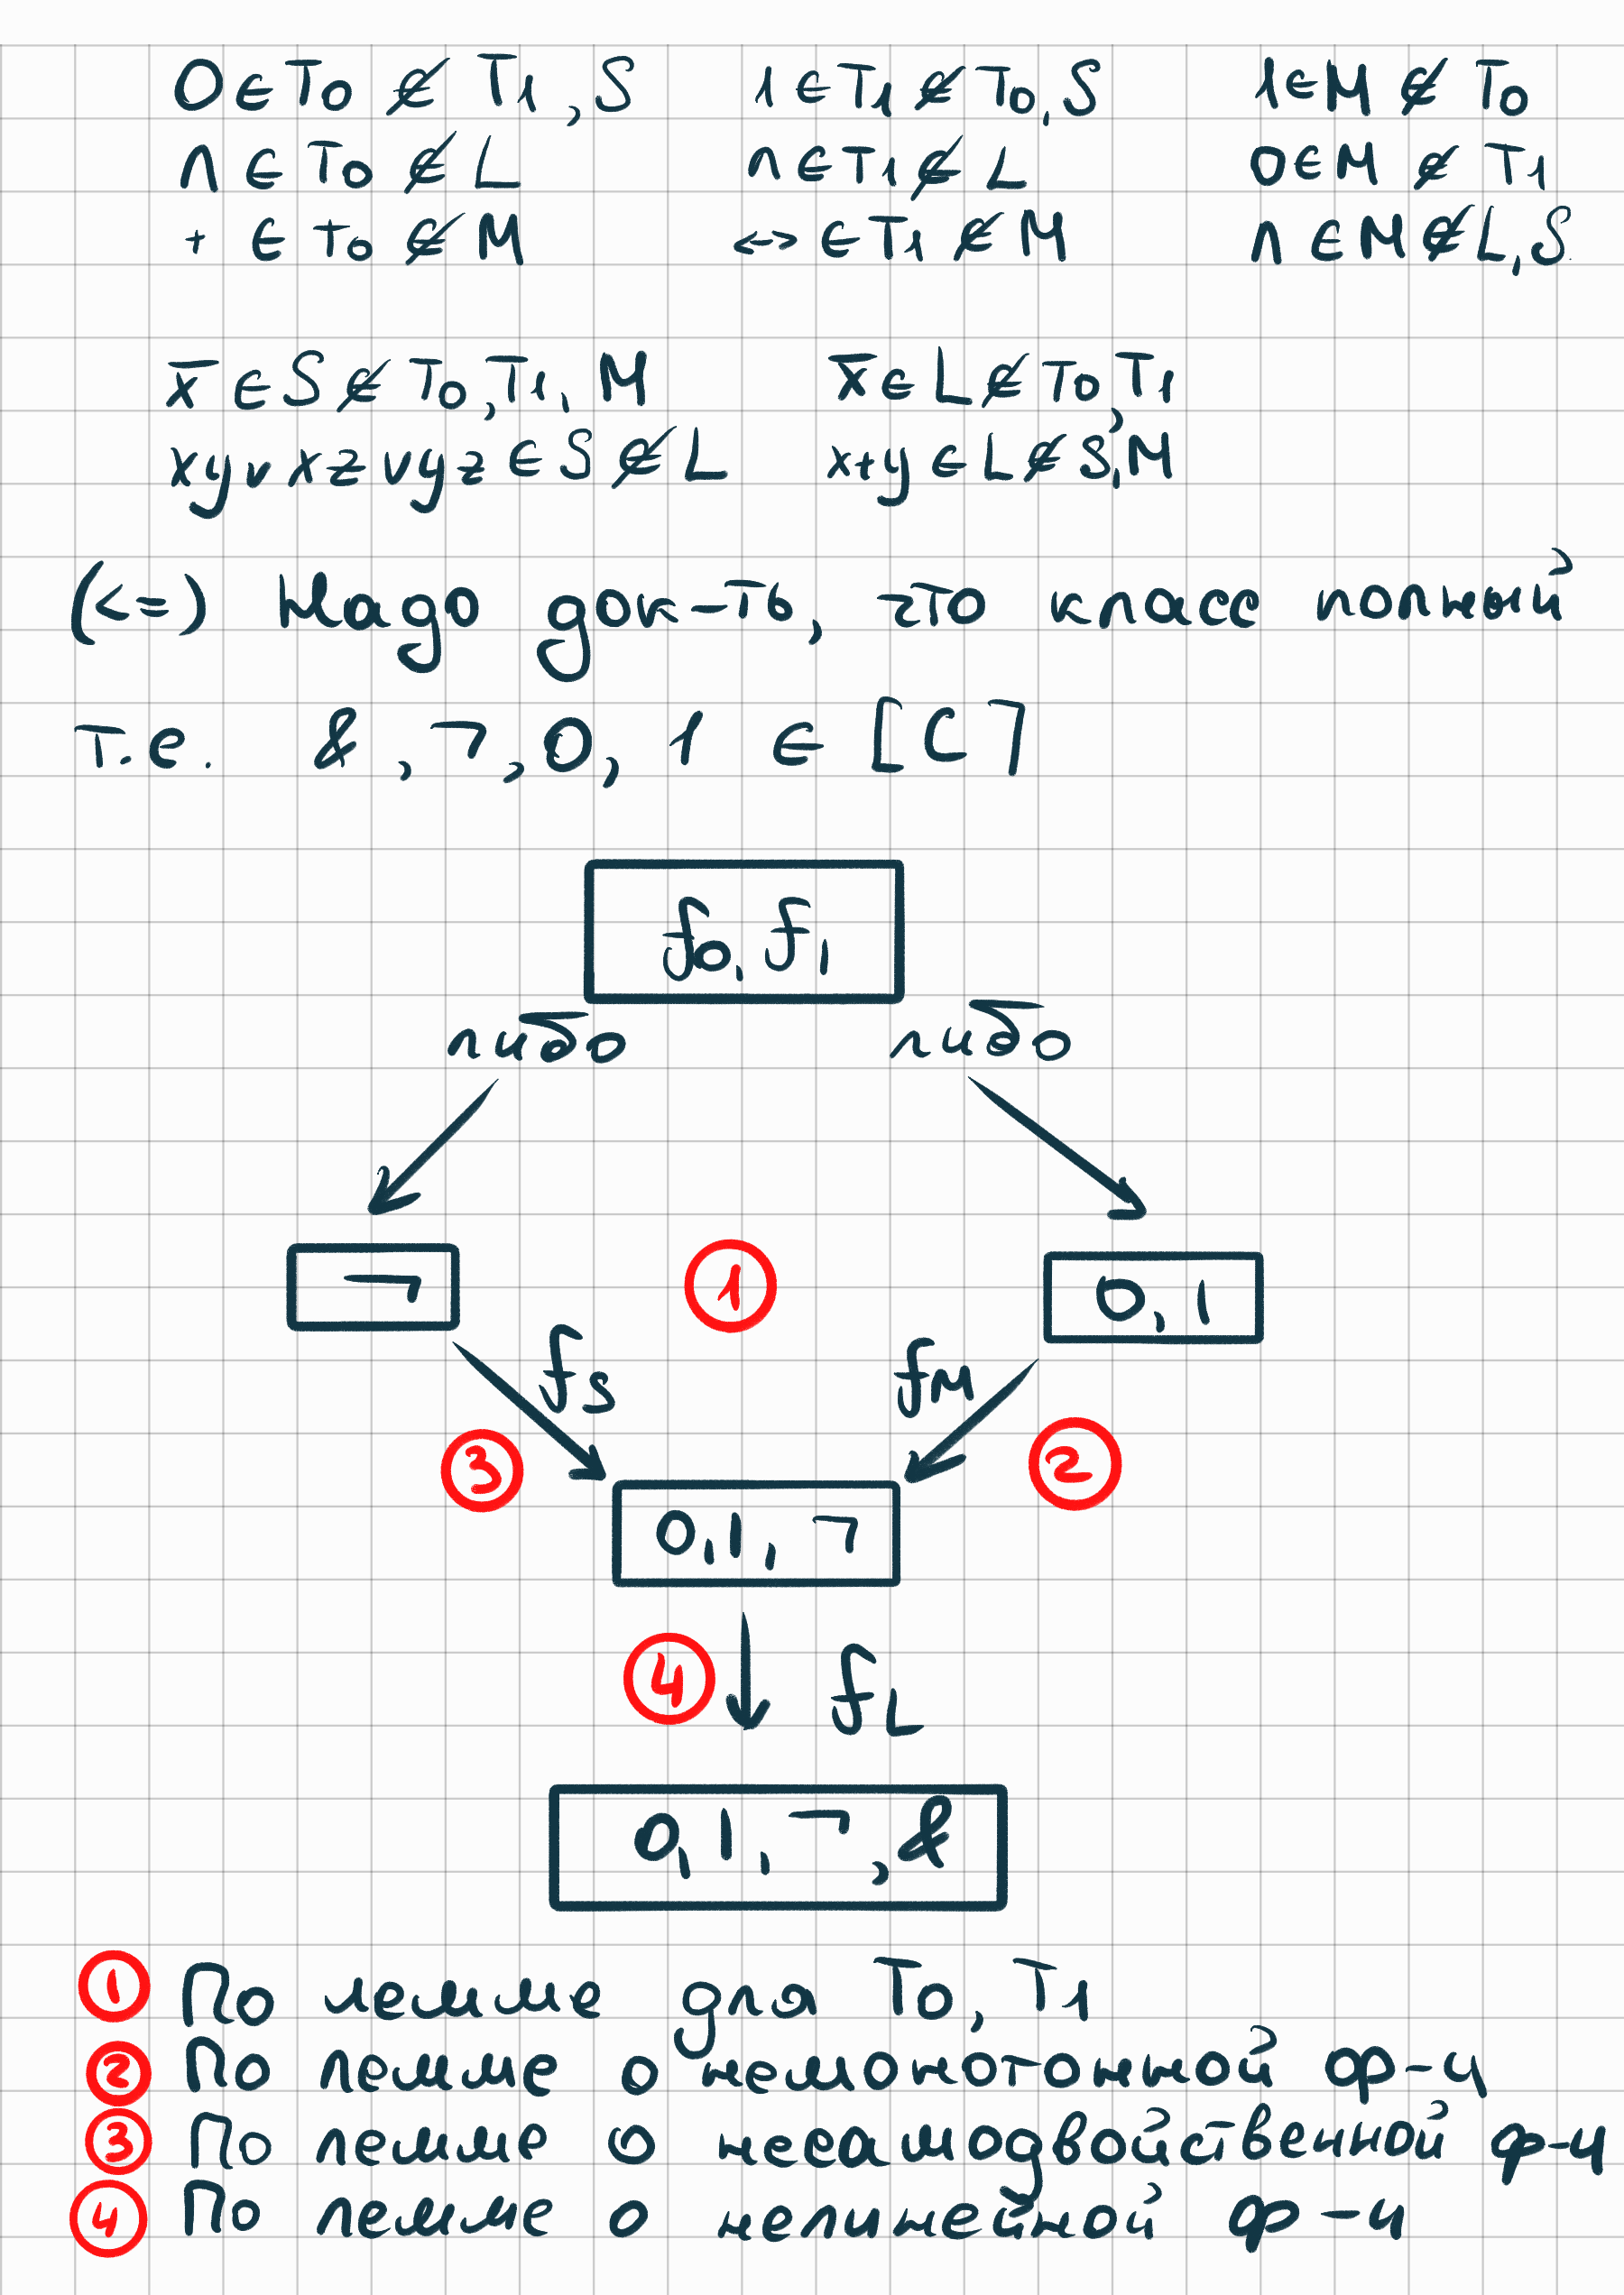 0 ∈ T0 ∉ T1, S 1 ∈ T1 ∉ T0, S 1 ∈ M ∉ T0
∧ ∈ T0 ∉ L ∧ ∈ T1 ∉ L 0 ∈ M ∉ T1
+ ∈ T0 ∉ M <-> ∈ T1 ∉ M ∧ ∈ M ∉ L, S
x̅ ∈ S ∉ T0, T1, M x̅ ∈ L ∉ T0, T1
xy ∨ xz ∨ yz ∈ S ∉ L x+y ∈ L ∉ S, M
(<=) Надо док-ть, что класс полный
т.е. &, ¬, 0, 1 ∈ [C]
f0, f1
либо либо
¬ ① 0, 1
fS fM
③ ②
0, 1, ¬
④ fL
0, 1, ¬, &
① По лемме для T0, T1
② По лемме о немонотонной ф-и
③ По лемме о несамодвойственной ф-и
④ По лемме о нелинейной ф-и